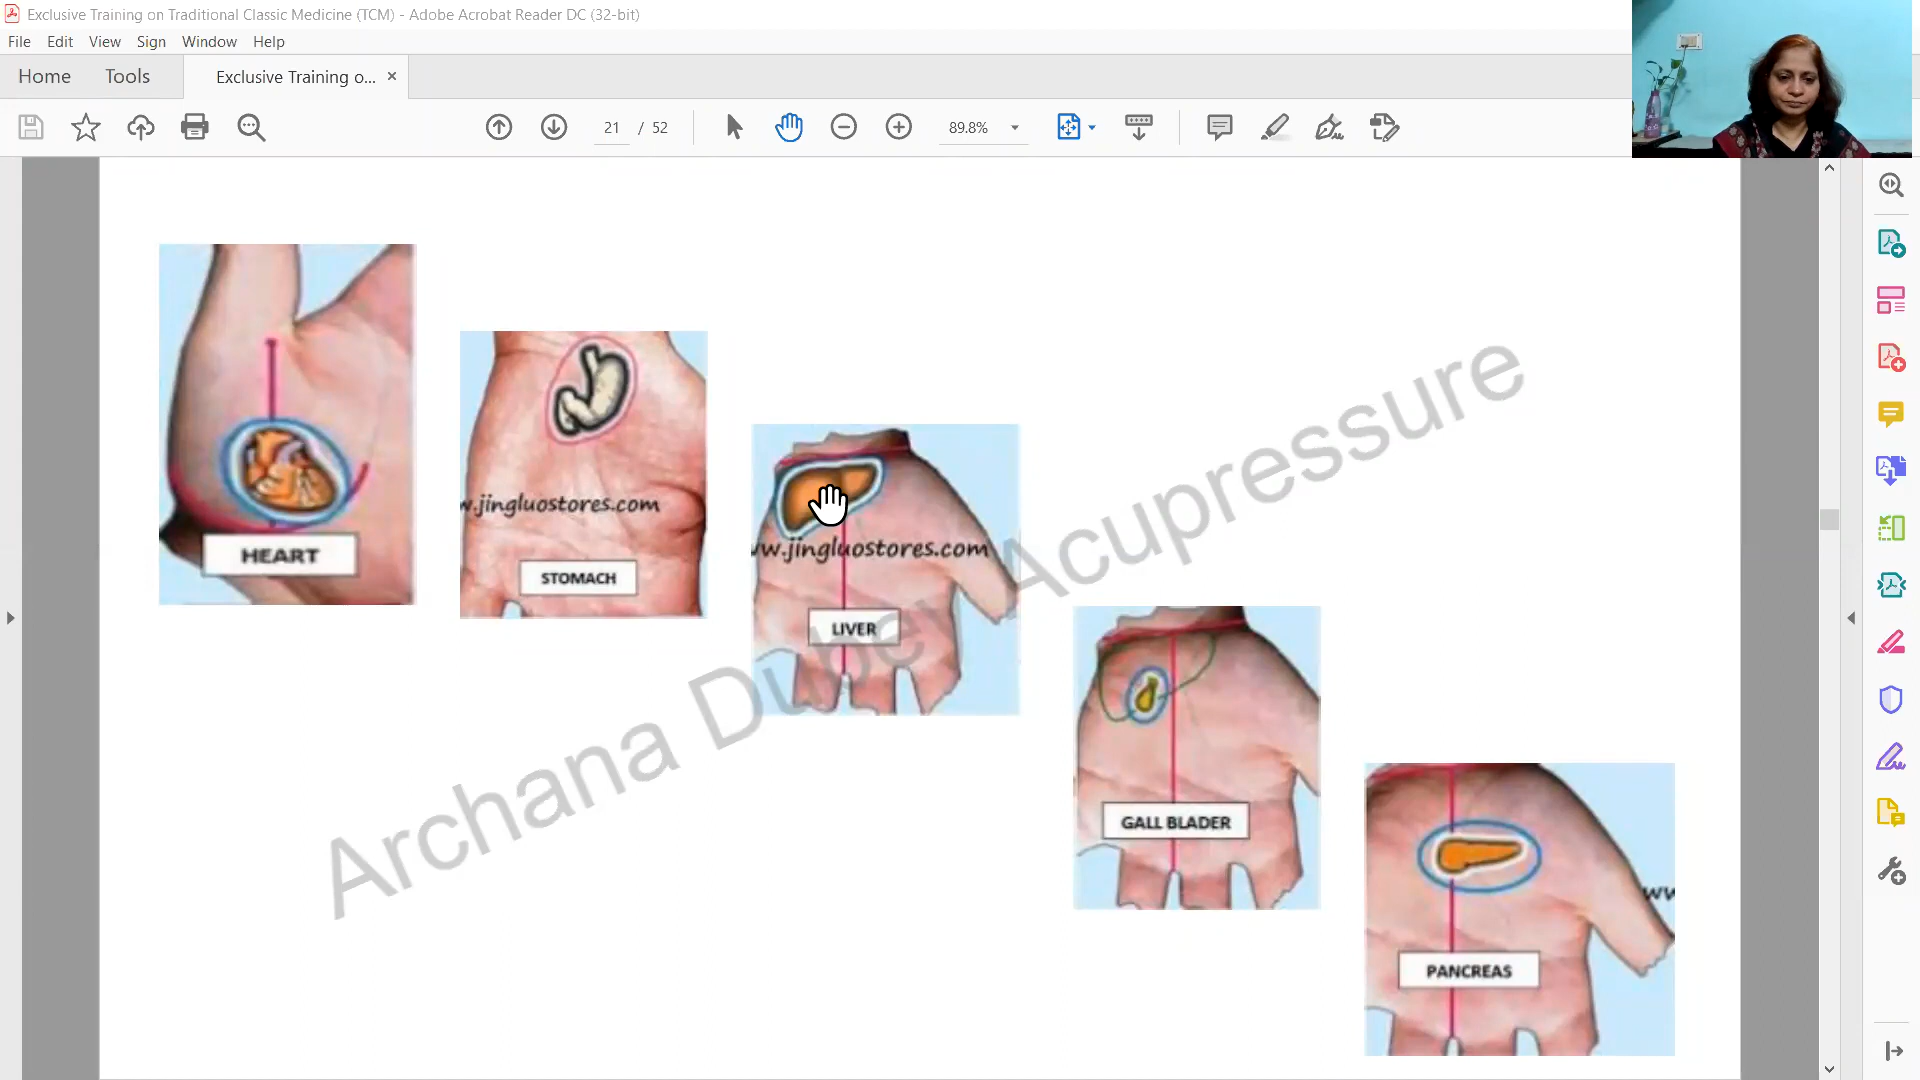 Exclusive Training on Traditional Classic Medicine (TCM) - Adobe Acrobat Reader DC (32-bit)
File Edit View Sign Window Help
Home Tools Exclusive Training o... ×
21 / 52 89.8%
HEART
w.jingluostores.com
STOMACH
ww.jingluostores.com
LIVER
GALL BLADER
ww
PANCREAS
Archana Dubey Acupressure